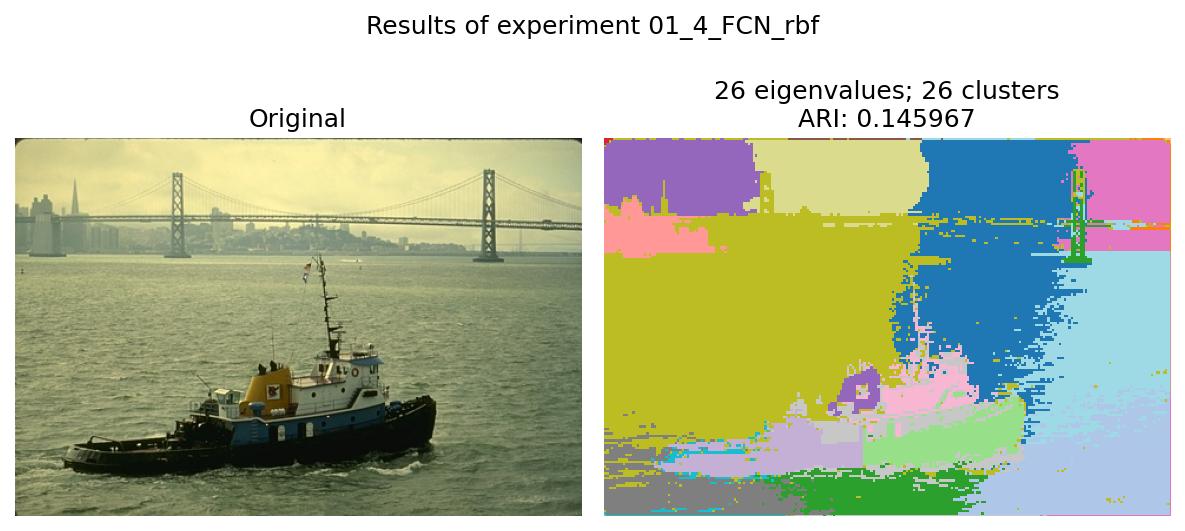 Results of experiment 01_4_FCN_rbf
Original
26 eigenvalues; 26 clusters
ARI: 0.145967